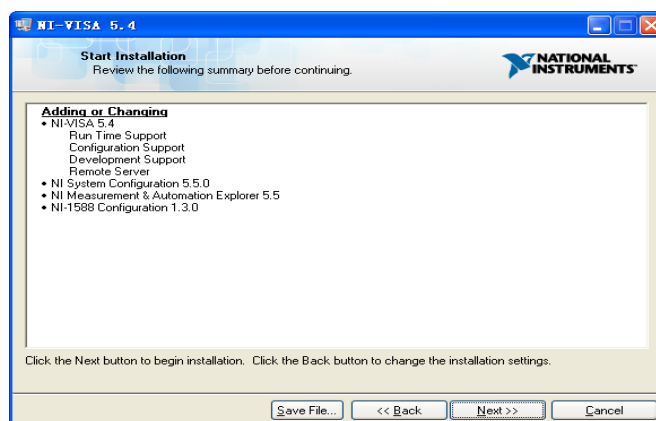 NI-VISA 5.4
Start Installation
Review the following summary before continuing.
NATIONAL
INSTRUMENTS
Adding or Changing
• NI-VISA 5.4
Run Time Support
Configuration Support
Development Support
Remote Server
• NI System Configuration 5.5.0
• NI Measurement & Automation Explorer 5.5
• NI-1588 Configuration 1.3.0
Click the Next button to begin installation. Click the Back button to change the installation settings.
Save File... << Back Next >> Cancel